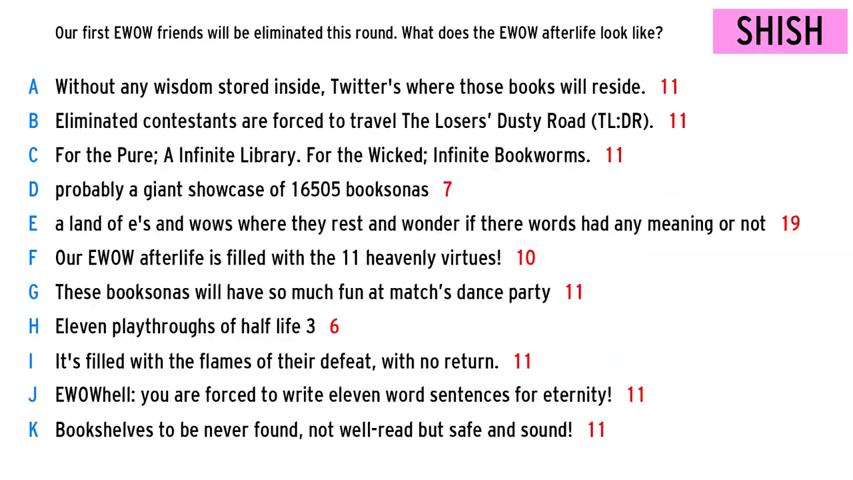 Our first EWOW friends will be eliminated this round. What does the EWOW afterlife look like?
SHISH
A Without any wisdom stored inside, Twitter's where those books will reside. 11
B Eliminated contestants are forced to travel The Losers' Dusty Road (TL:DR). 11
C For the Pure; A Infinite Library. For the Wicked; Infinite Bookworms. 11
D probably a giant showcase of 16505 booksonas 7
E a land of e's and wows where they rest and wonder if there words had any meaning or not 19
F Our EWOW afterlife is filled with the 11 heavenly virtues! 10
G These booksonas will have so much fun at match's dance party 11
H Eleven playthroughs of half life 3 6
I It's filled with the flames of their defeat, with no return. 11
J EWOWhell: you are forced to write eleven word sentences for eternity! 11
K Bookshelves to be never found, not well-read but safe and sound! 11